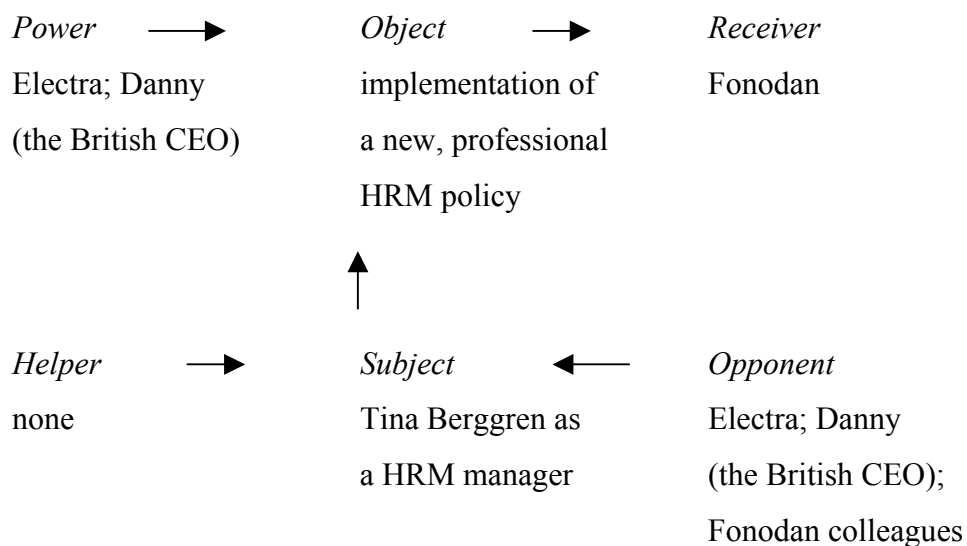 Power Object Receiver
Electra; Danny implementation of Fonodan
(the British CEO) a new, professional
HRM policy
Helper Subject Opponent
none Tina Berggren as Electra; Danny
a HRM manager (the British CEO);
Fonodan colleagues